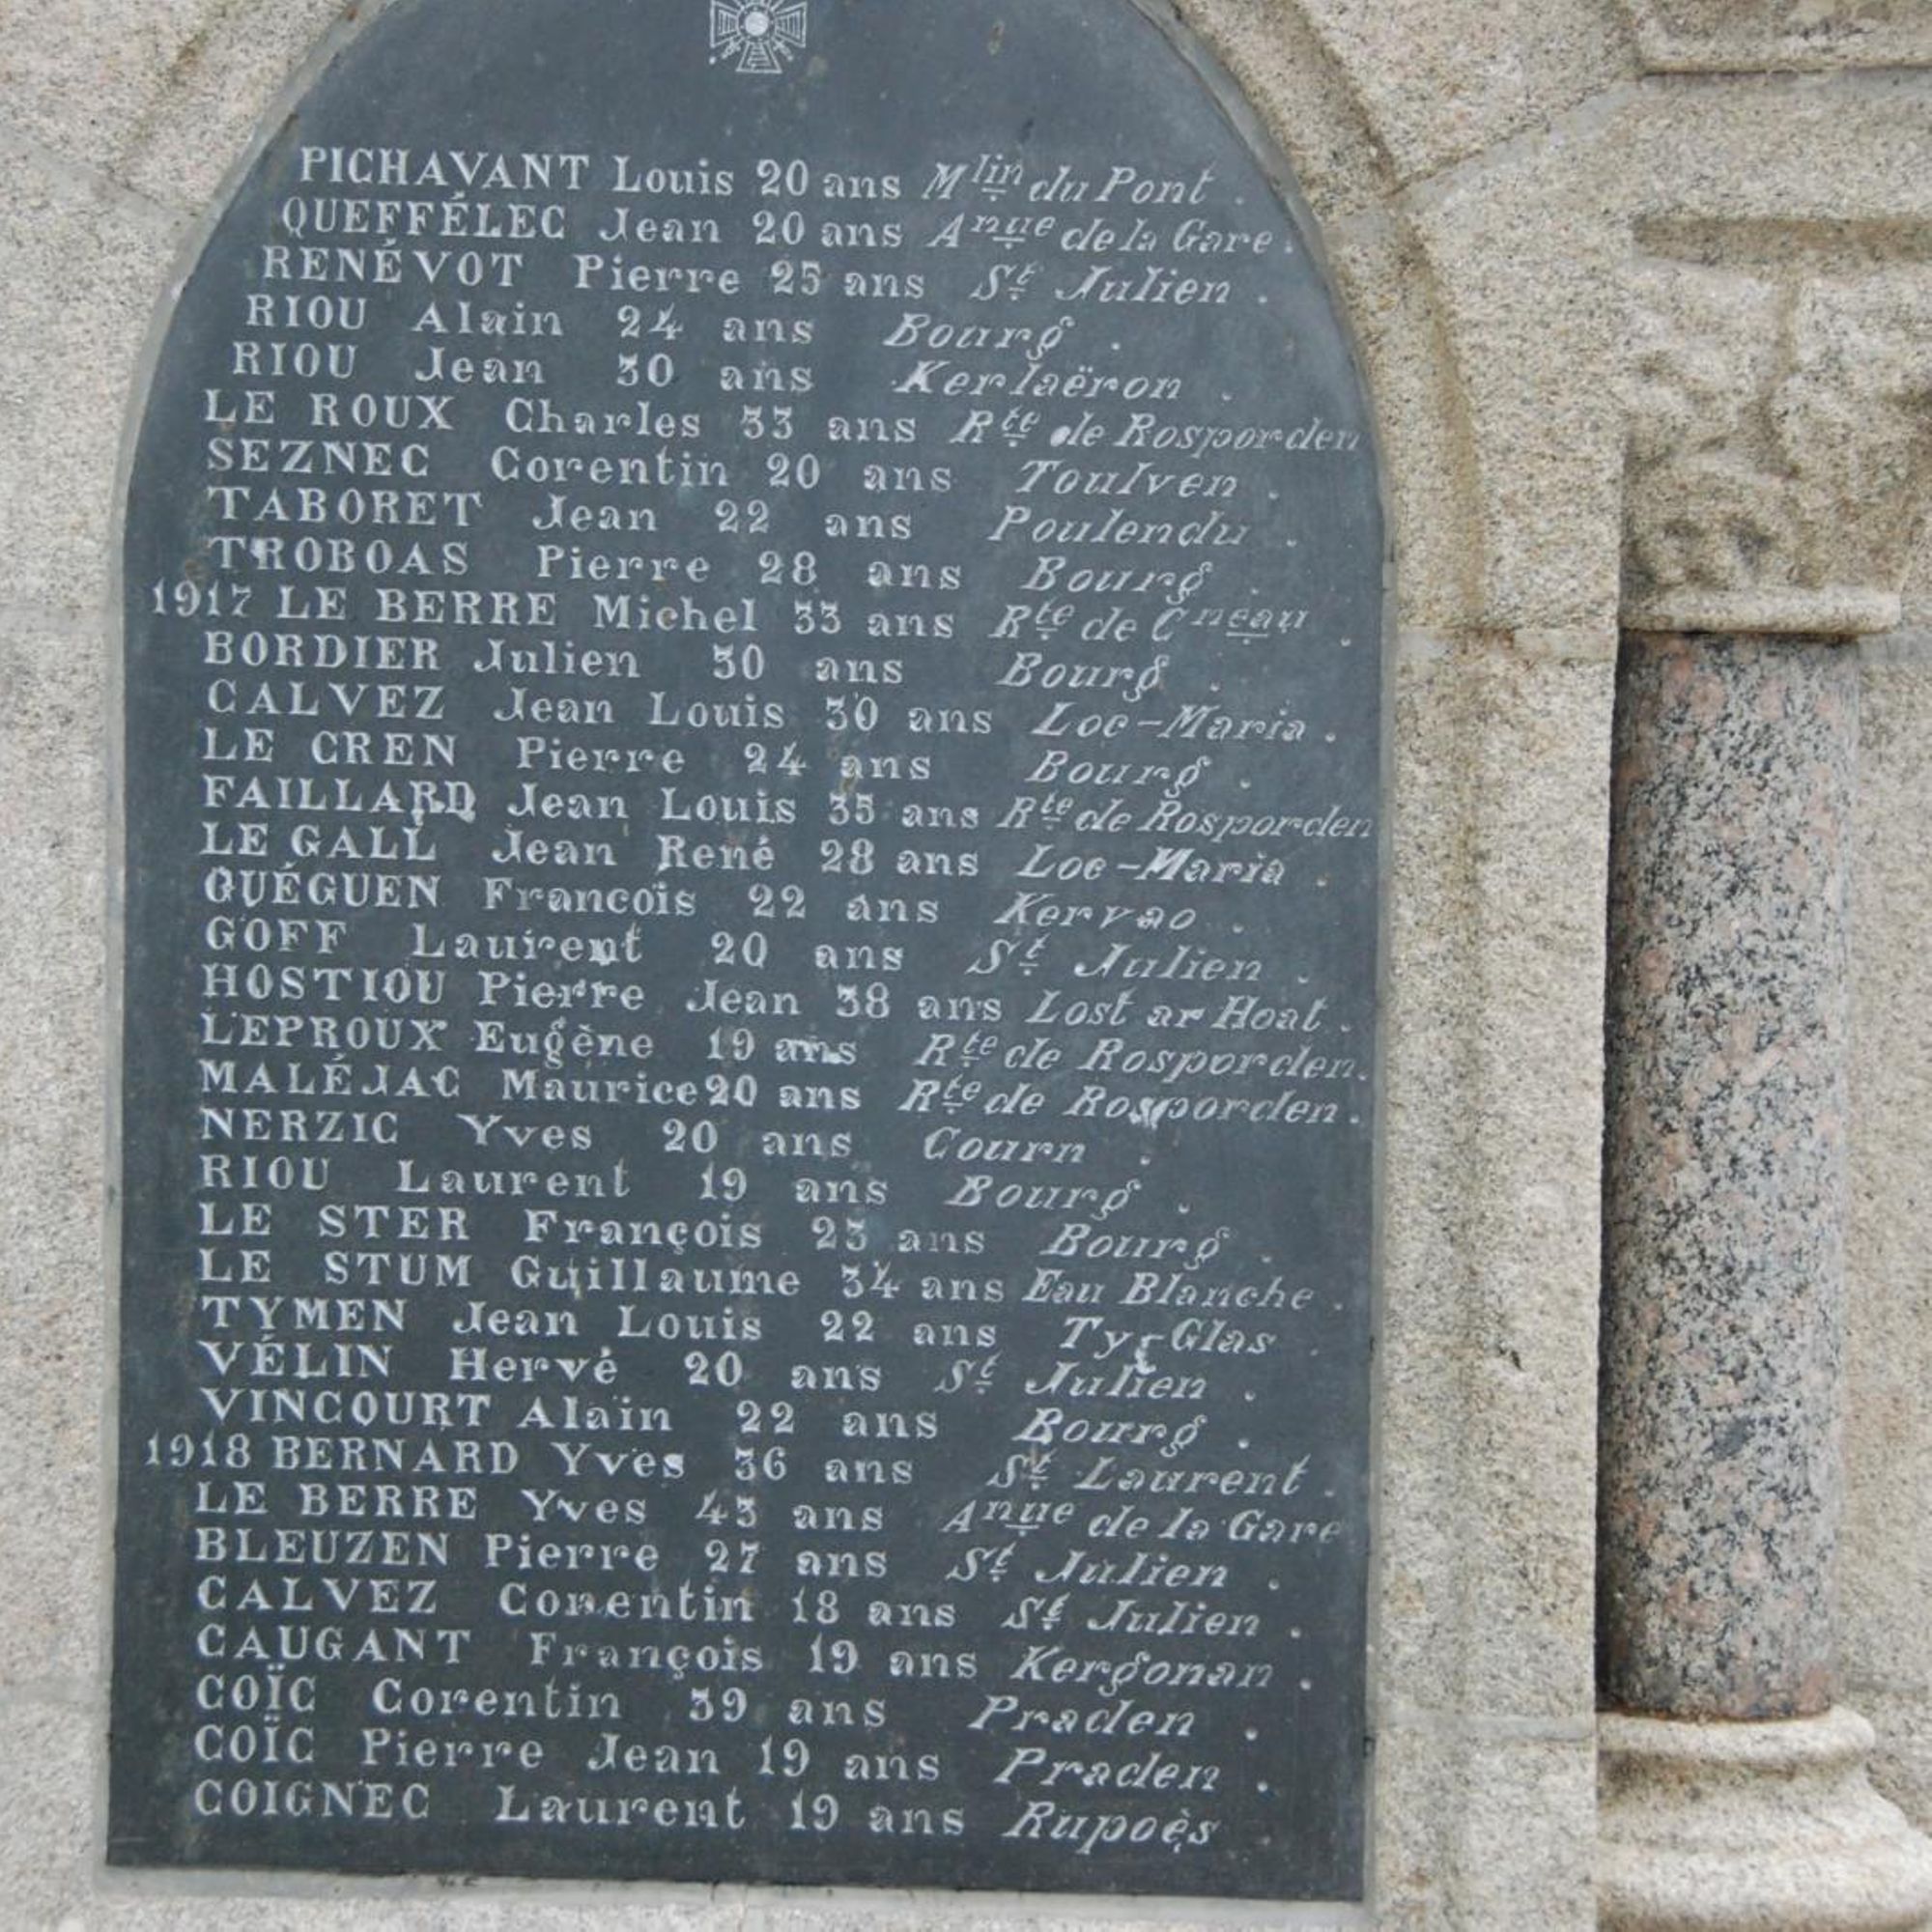 PICHAVANT Louis 20 ans Mlin du Pont.
QUEFFÉLEC Jean 20 ans Anue de la Gare.
RENÉVOT Pierre 25 ans St Julien.
RIOU Alain 24 ans Bourg.
RIOU Jean 30 ans Kerlaëron.
LE ROUX Charles 33 ans Rte de Rosporden
SEZNEC Corentin 20 ans Toulven.
TABORET Jean 22 ans Poulendu.
TROBOAS Pierre 28 ans Bourg.
1917 LE BERRE Michel 33 ans Rte de Cneau.
BORDIER Julien 30 ans Bourg.
CALVEZ Jean Louis 30 ans Loc-Maria.
LE CREN Pierre 24 ans Bourg.
FAILLARD Jean Louis 35 ans Rte de Rosporden
LE GALL Jean René 28 ans Loc-Maria.
QUÉGUEN Francois 22 ans Kervao.
GOFF Laurent 20 ans St Julien.
HOSTIOU Pierre Jean 38 ans Lost ar Hoat.
LEPROUX Eugène 19 ans Rte de Rosporden.
MALÉJAC Maurice 20 ans Rte de Rosporden.
NERZIC Yves 20 ans Courn.
RIOU Laurent 19 ans Bourg.
LE STER François 23 ans Bourg.
LE STUM Guillaume 34 ans Eau Blanche.
TYMEN Jean Louis 22 ans Ty-Glas.
VÉLIN Hervé 20 ans St Julien.
VINCOURT Alain 22 ans Bourg.
1918 BERNARD Yves 36 ans St Laurent.
LE BERRE Yves 43 ans Anue de la Gare
BLEUZEN Pierre 27 ans St Julien.
CALVEZ Corentin 18 ans St Julien.
CAUGANT François 19 ans Kergonan.
COÏC Corentin 39 ans Praden.
COÏC Pierre Jean 19 ans Praden.
COIGNEC Laurent 19 ans Rupoès